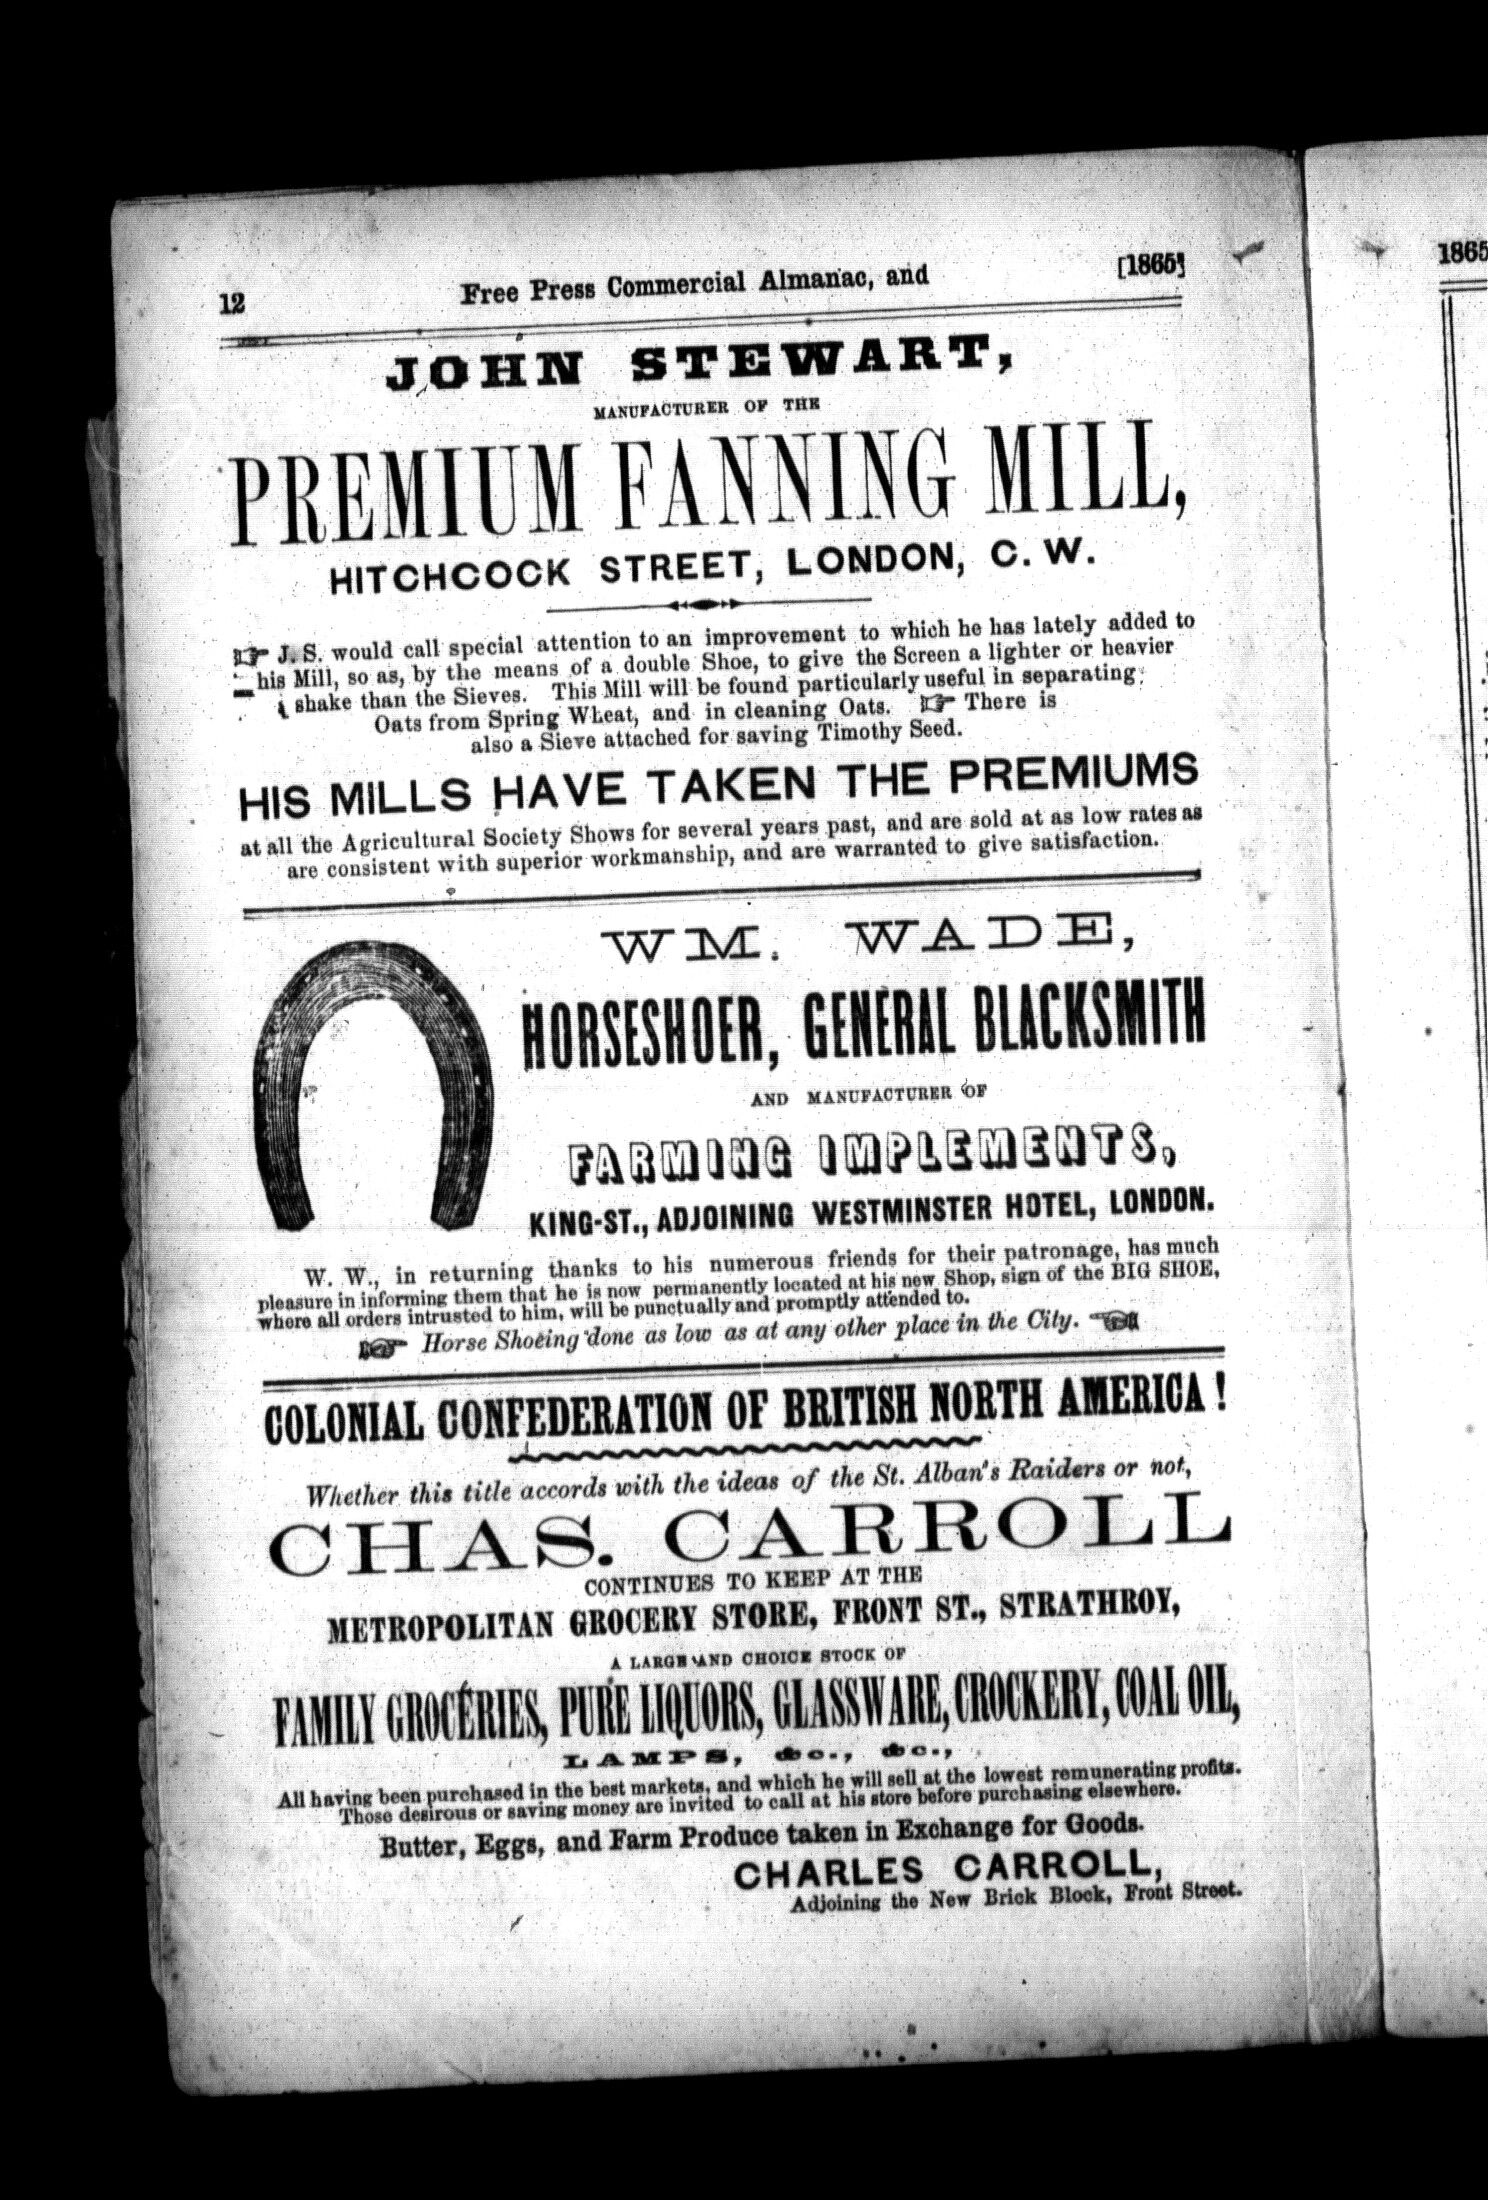 12 Free Press Commercial Almanac, and [1865]
JOHN STEWART,
MANUFACTURER OF THE
PREMIUM FANNING MILL,
HITCHCOCK STREET, LONDON, C. W.
J. S. would call special attention to an improvement to which he has lately added to
his Mill, so as, by the means of a double Shoe, to give the Screen a lighter or heavier
shake than the Sieves. This Mill will be found particularly useful in separating
Oats from Spring Wheat, and in cleaning Oats. There is
also a Sieve attached for saving Timothy Seed.
HIS MILLS HAVE TAKEN THE PREMIUMS
at all the Agricultural Society Shows for several years past, and are sold at as low rates as
are consistent with superior workmanship, and are warranted to give satisfaction.
WM. WADE,
HORSESHOER, GENERAL BLACKSMITH
AND MANUFACTURER OF
FARMING IMPLEMENTS,
KING-ST., ADJOINING WESTMINSTER HOTEL, LONDON.
W. W., in returning thanks to his numerous friends for their patronage, has much
pleasure in informing them that he is now permanently located at his new Shop, sign of the BIG SHOE,
where all orders intrusted to him, will be punctually and promptly attended to.
Horse Shoeing done as low as at any other place in the City.
COLONIAL CONFEDERATION OF BRITISH NORTH AMERICA!
Whether this title accords with the ideas of the St. Alban's Raiders or not,
CHAS. CARROLL
CONTINUES TO KEEP AT THE
METROPOLITAN GROCERY STORE, FRONT ST., STRATHROY,
A LARGE AND CHOICE STOCK OF
FAMILY GROCERIES, PURE LIQUORS, GLASSWARE, CROCKERY, COAL OIL,
LAMPS, &c., &c.,
All having been purchased in the best markets, and which he will sell at the lowest remunerating profits.
Those desirous or saving money are invited to call at his store before purchasing elsewhere.
Butter, Eggs, and Farm Produce taken in Exchange for Goods.
CHARLES CARROLL,
Adjoining the New Brick Block, Front Street.
1865